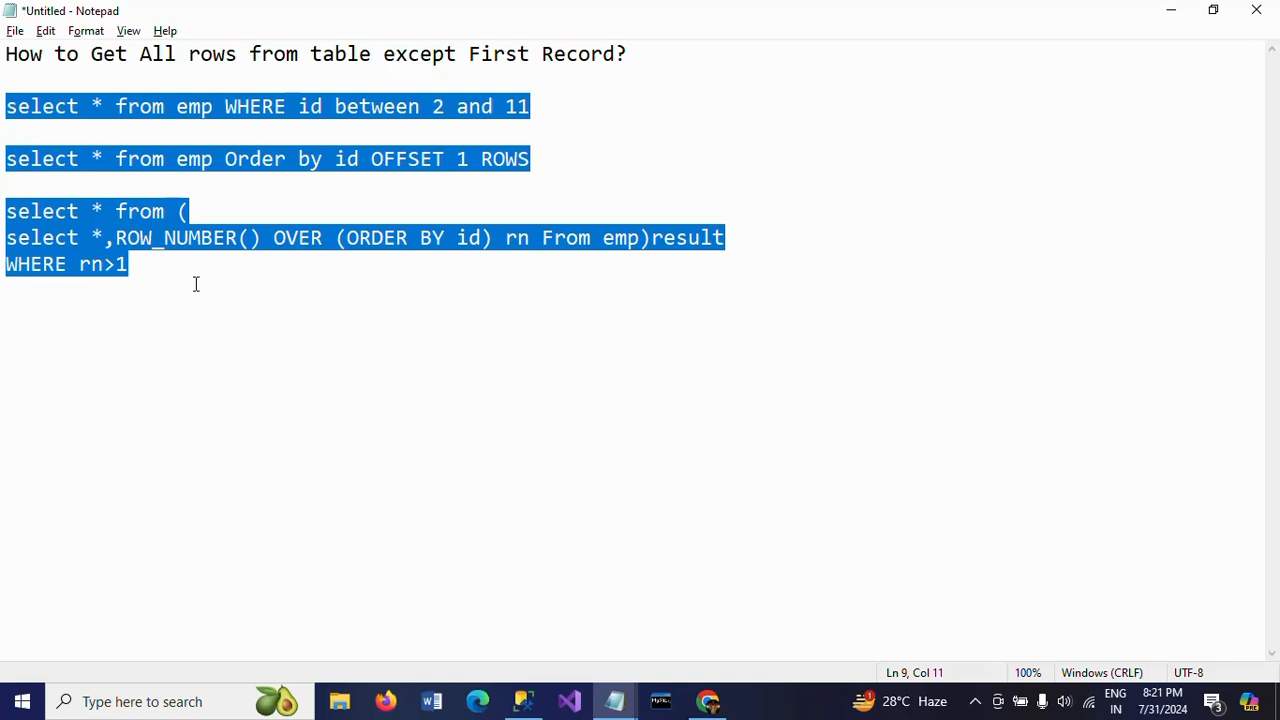 *Untitled - Notepad
File Edit Format View Help
How to Get All rows from table except First Record?
select * from emp WHERE id between 2 and 11
select * from emp Order by id OFFSET 1 ROWS
select * from (
select *,ROW_NUMBER() OVER (ORDER BY id) rn From emp)result
WHERE rn>1
Ln 9, Col 11 100% Windows (CRLF) UTF-8
Type here to search 28°C Haze ENG 8:21 PM
IN 7/31/2024 3